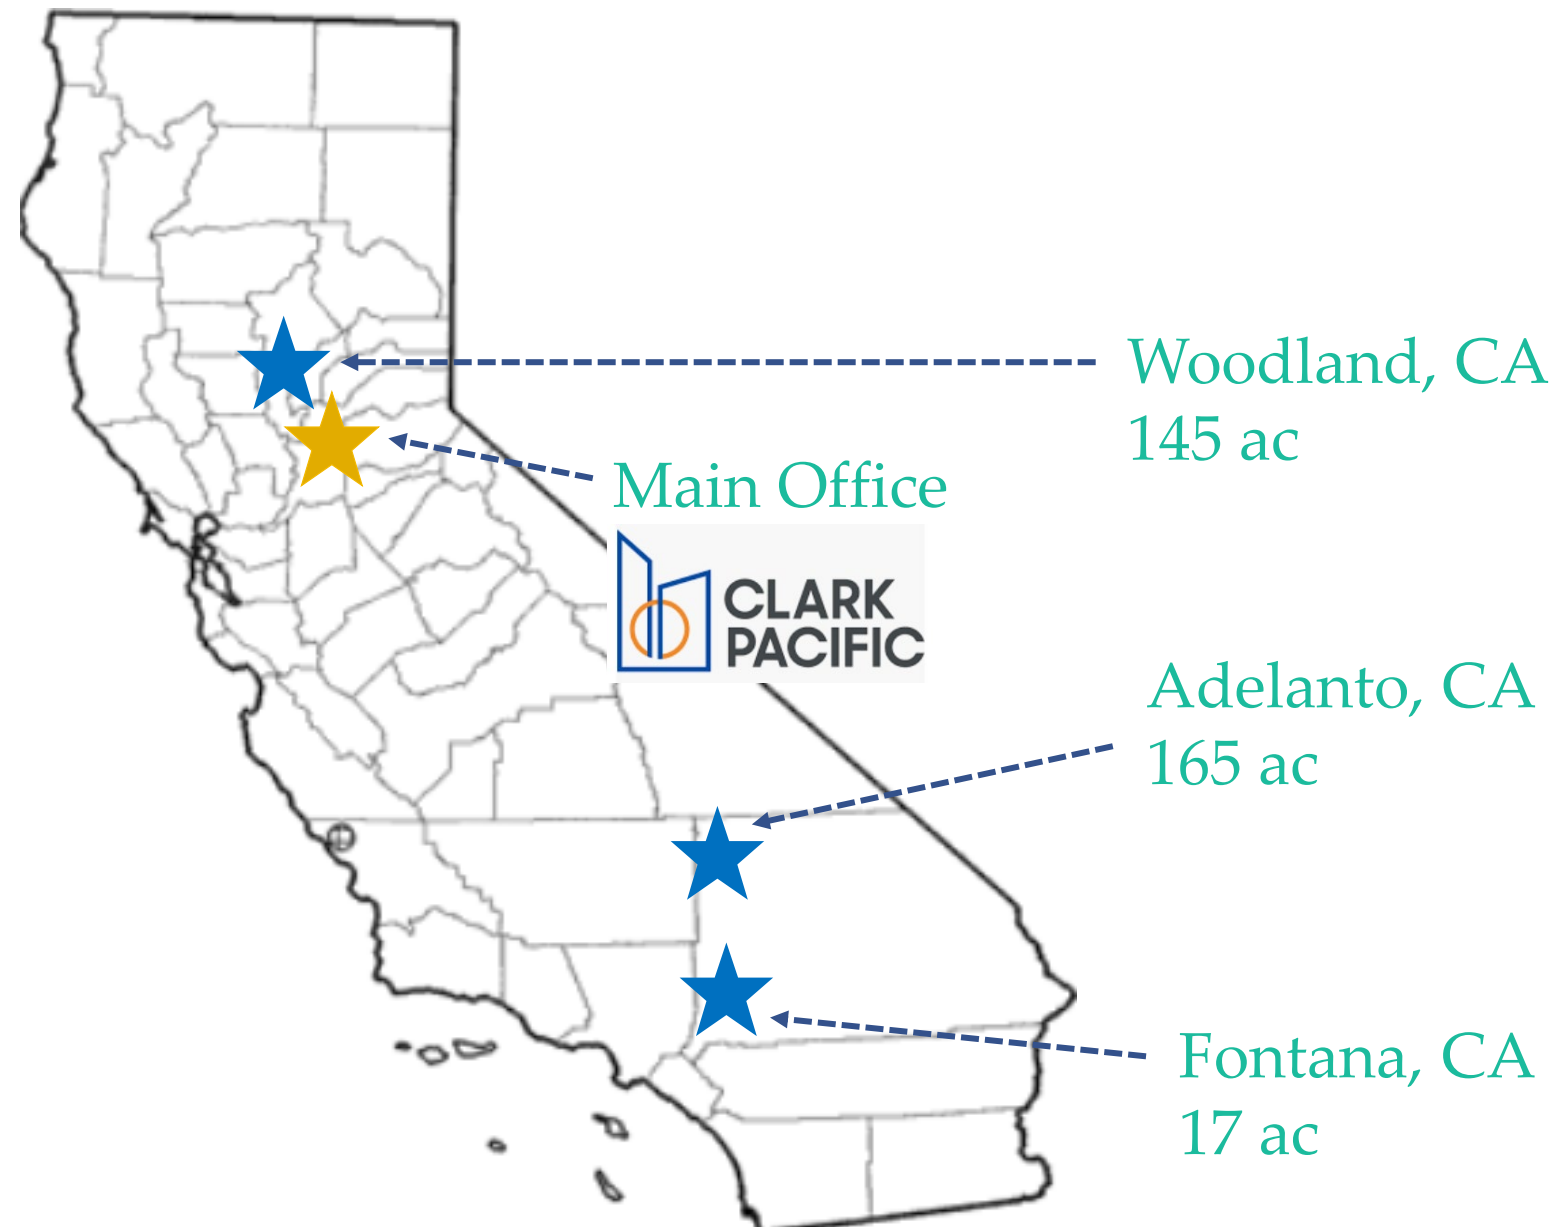 Woodland, CA
145 ac
Main Office
CLARK
PACIFIC
Adelanto, CA
165 ac
Fontana, CA
17 ac